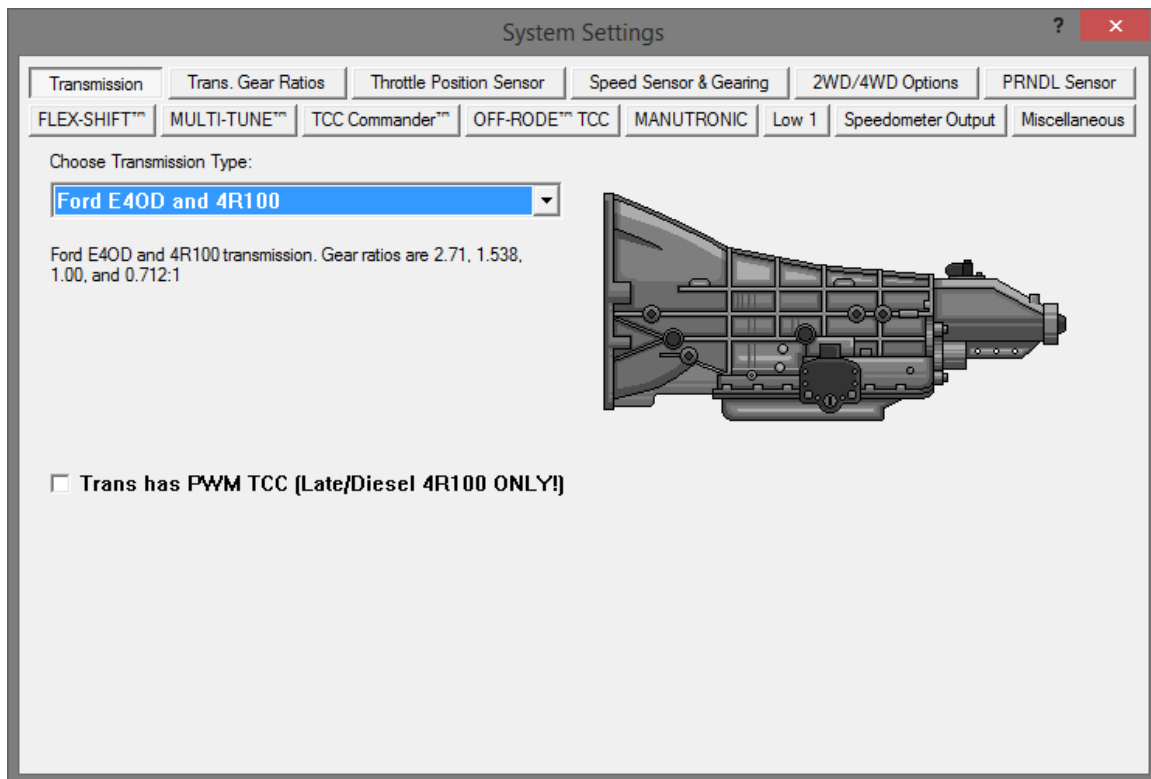 System Settings
?
Transmission
Trans. Gear Ratios
Throttle Position Sensor
Speed Sensor & Gearing
2WD/4WD Options
PRNDL Sensor
FLEX-SHIFT™
MULTI-TUNE™
TCC Commander™
OFF-RODE™ TCC
MANUTRONIC
Low 1
Speedometer Output
Miscellaneous
Choose Transmission Type:
Ford E4OD and 4R100
Ford E4OD and 4R100 transmission. Gear ratios are 2.71, 1.538,
1.00, and 0.712:1
Trans has PWM TCC (Late/Diesel 4R100 ONLY!)